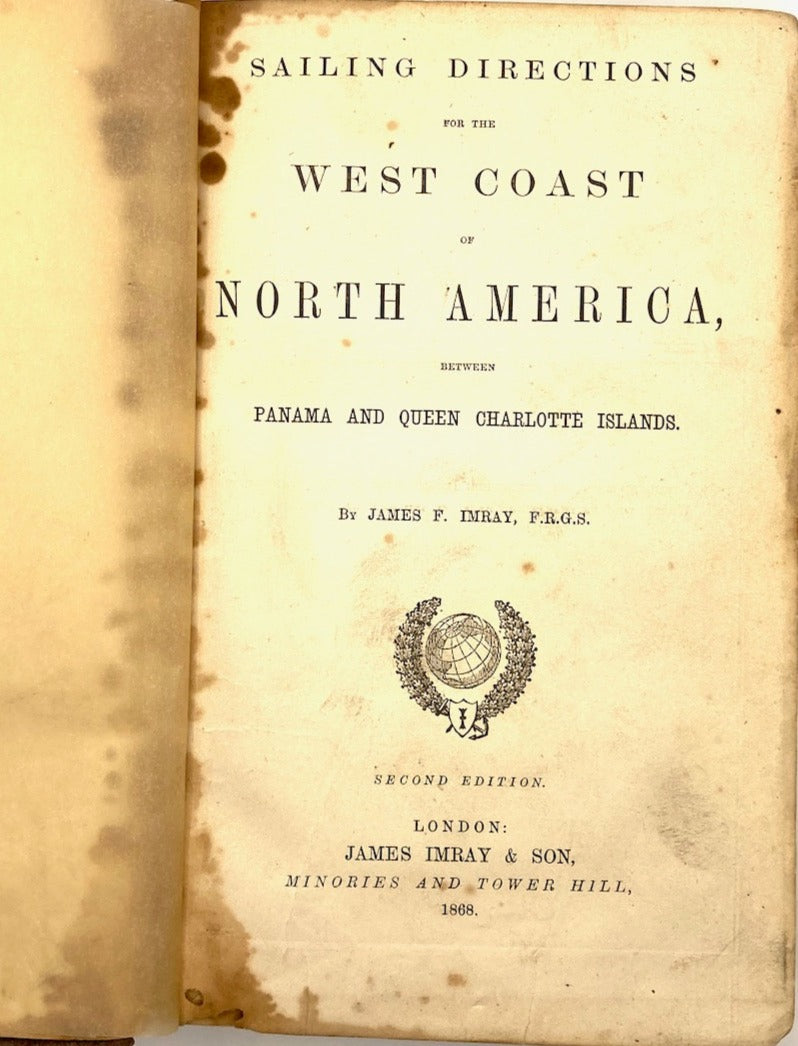 SAILING DIRECTIONS
FOR THE
WEST COAST
OF
NORTH AMERICA,
BETWEEN
PANAMA AND QUEEN CHARLOTTE ISLANDS.
By JAMES F. IMRAY, F.R.G.S.
I
SECOND EDITION.
LONDON:
JAMES IMRAY & SON,
MINORIES AND TOWER HILL,
1868.